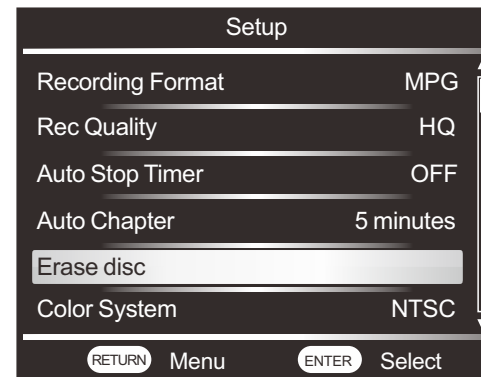 Setup
Recording Format MPG
Rec Quality HQ
Auto Stop Timer OFF
Auto Chapter 5 minutes
Erase disc
Color System NTSC
RETURN Menu ENTER Select